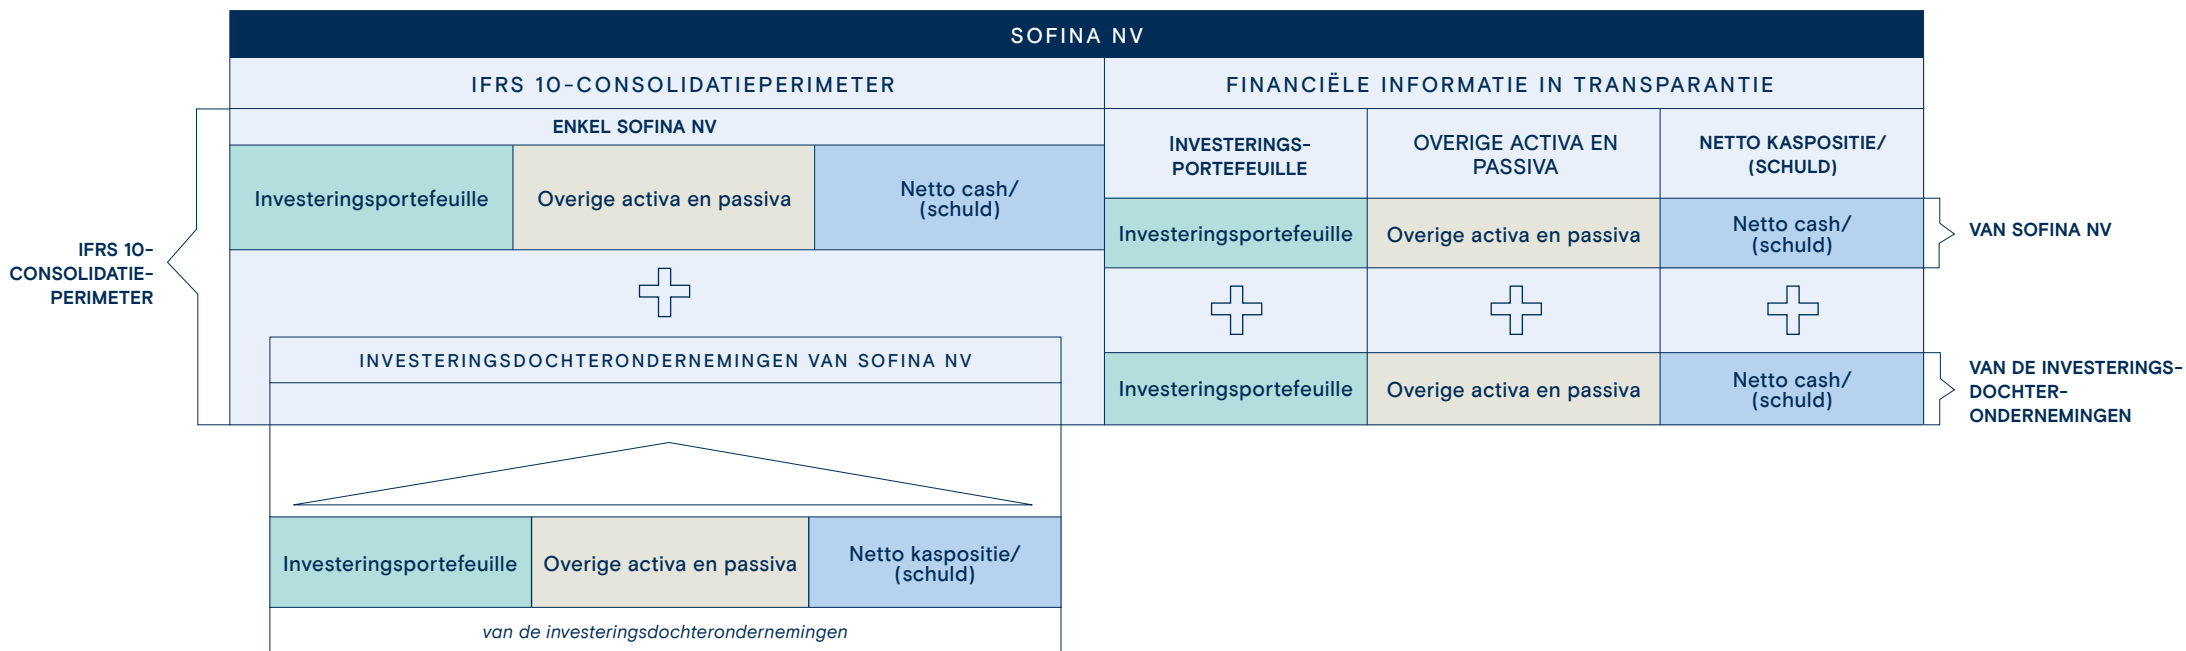 SOFINA NV
IFRS 10-CONSOLIDATIEPERIMETER
FINANCIËLE INFORMATIE IN TRANSPARANTIE
ENKEL SOFINA NV
Investeringsportefeuille
Overige activa en passiva
Netto cash/
(schuld)
INVESTERINGS-
PORTEFEUILLE
OVERIGE ACTIVA EN
PASSIVA
NETTO KASPOSITIE/
(SCHULD)
Investeringsportefeuille
Overige activa en passiva
Netto cash/
(schuld)
VAN SOFINA NV
IFRS 10-
CONSOLIDATIE-
PERIMETER
INVESTERINGSDOCHTERONDERNEMINGEN VAN SOFINA NV
Investeringsportefeuille
Overige activa en passiva
Netto cash/
(schuld)
VAN DE INVESTERINGS-
DOCHTER-
ONDERNEMINGEN
Investeringsportefeuille
Overige activa en passiva
Netto kaspositie/
(schuld)
van de investeringsdochterondernemingen